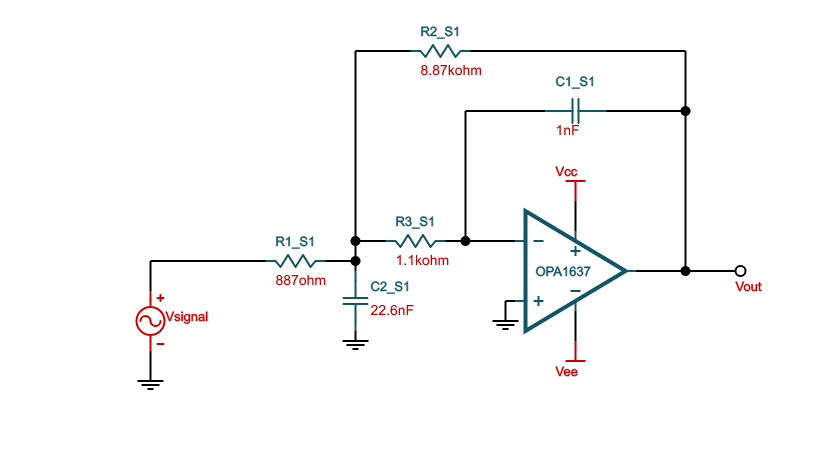 R2_S1
8.87kohm
C1_S1
1nF
Vcc
R3_S1
1.1kohm
R1_S1
887ohm
− + OPA1637 − +
C2_S1
22.6nF
+ Vsignal −
Vout
Vee